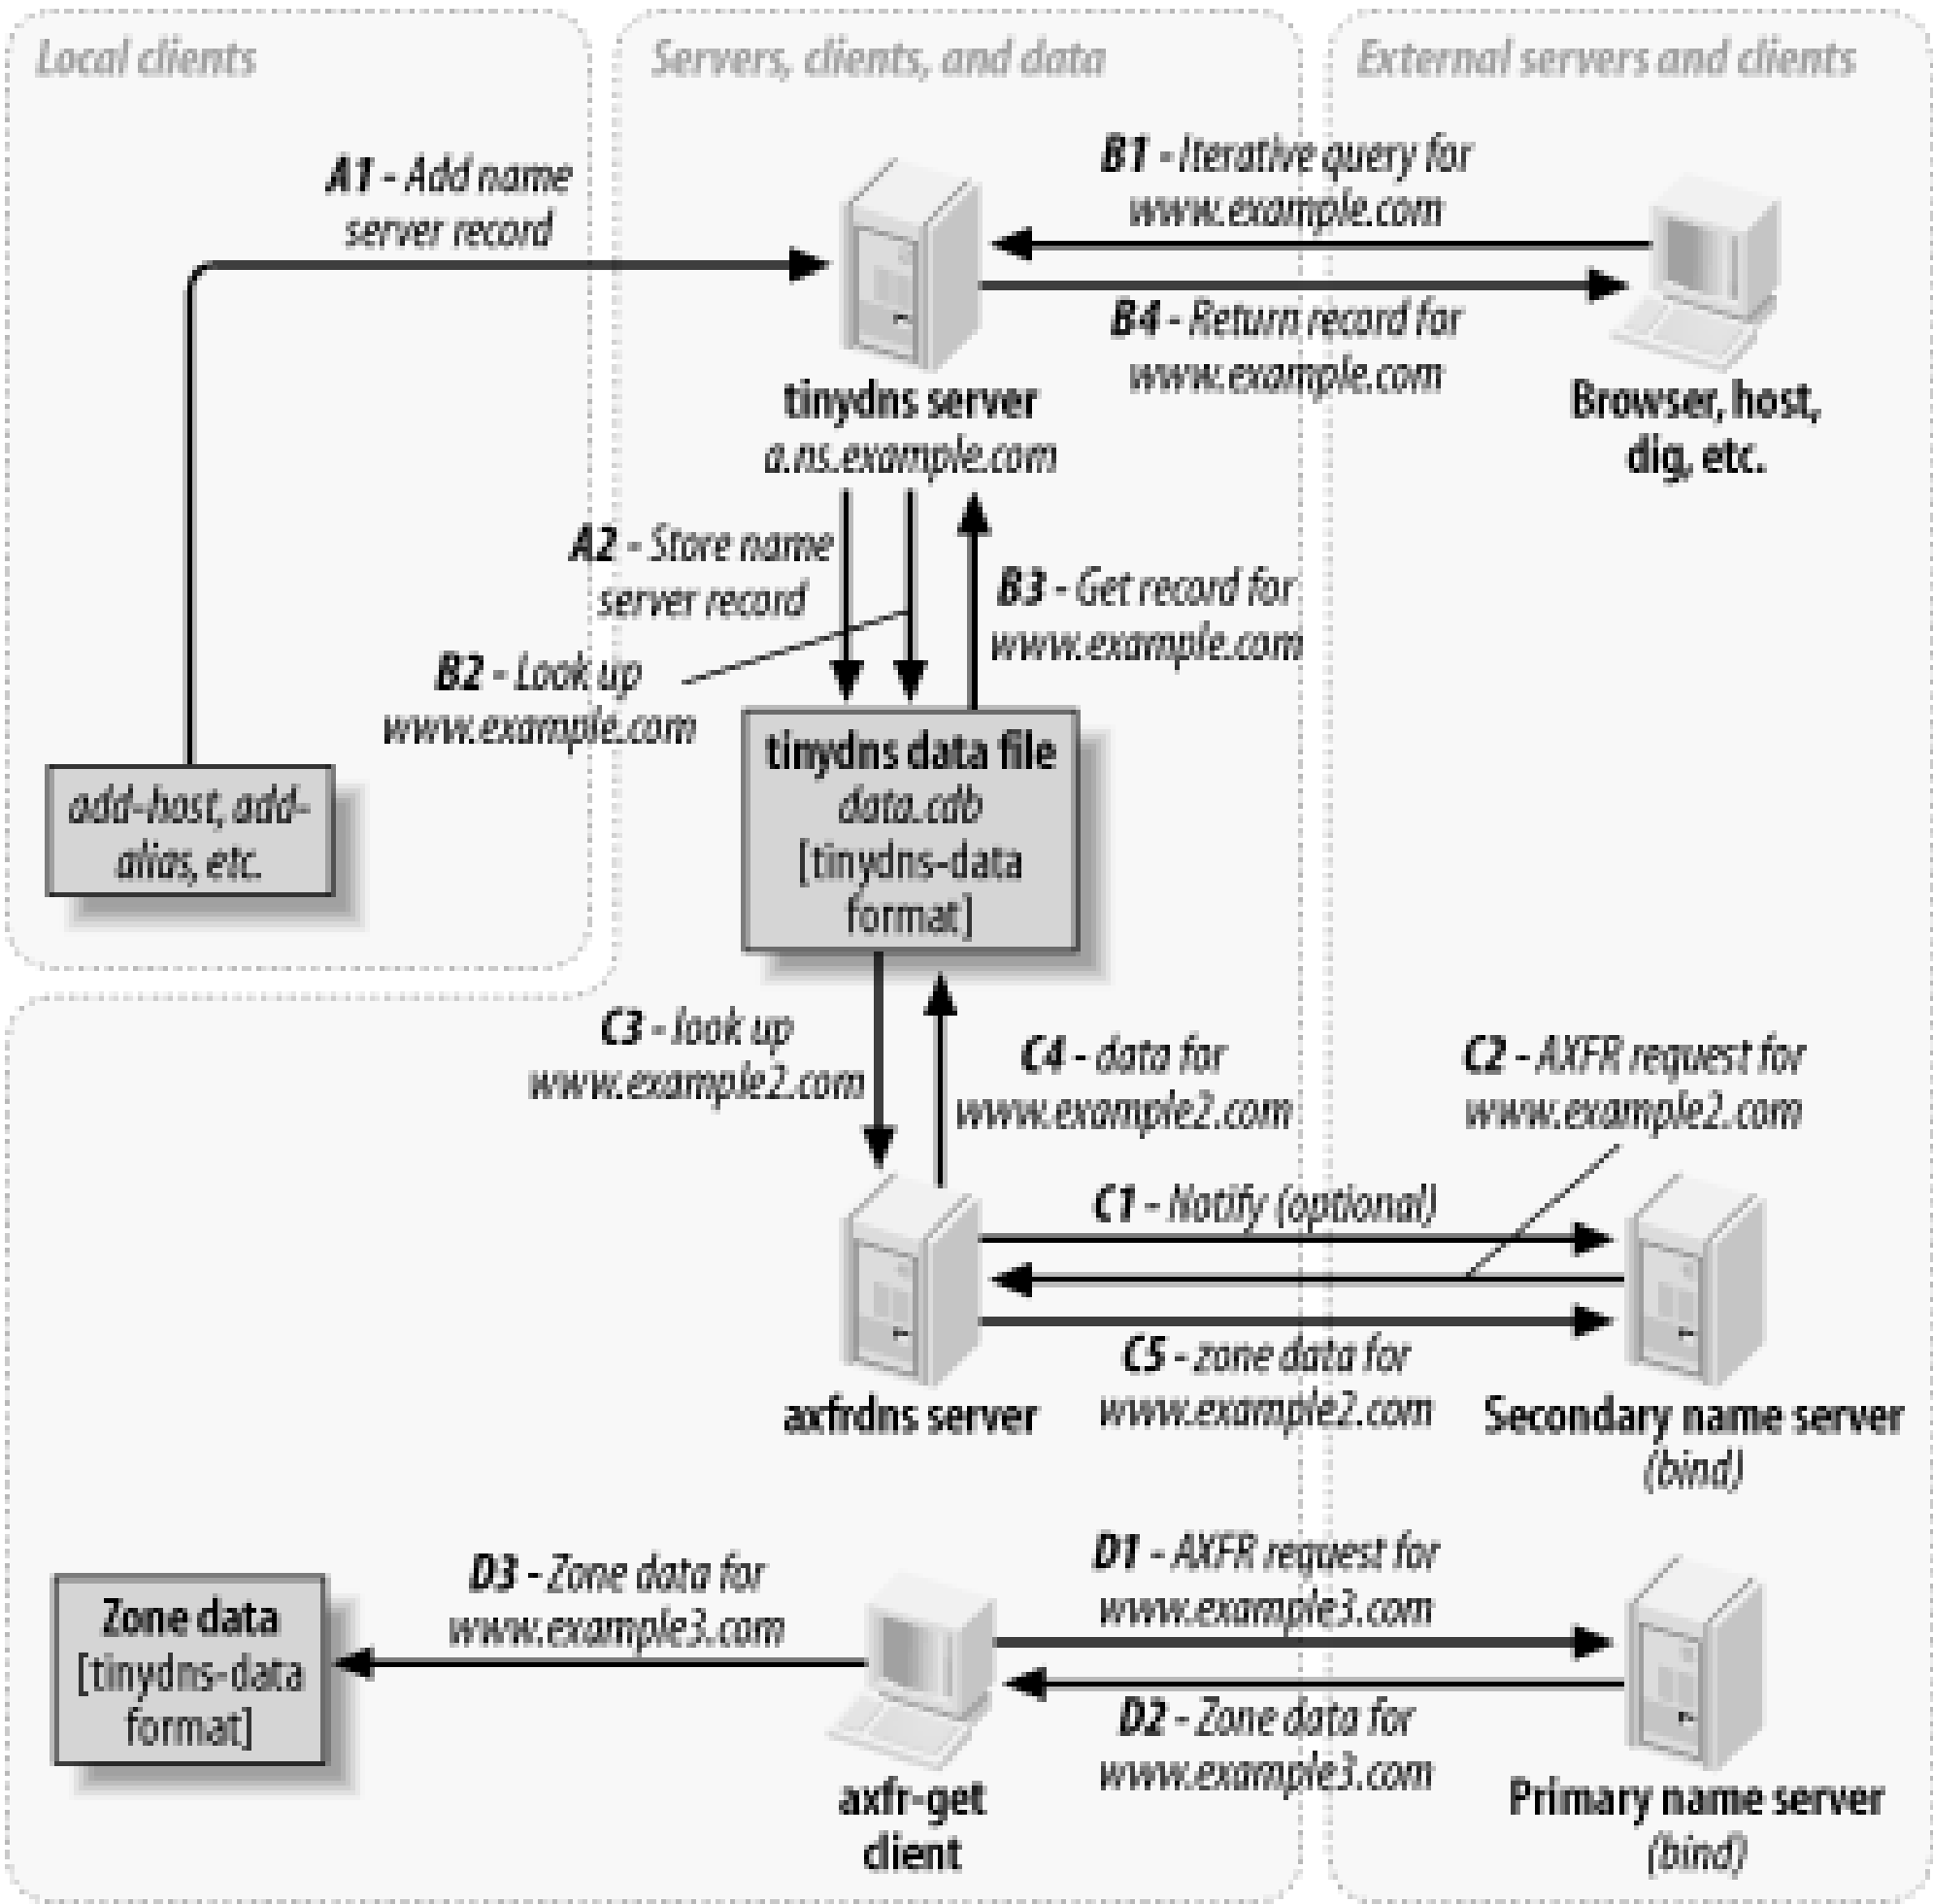 Local clients
Servers, clients, and data
External servers and clients
A1 - Add name
server record
B1 - Iterative query for
www.example.com
B4 - Return record for
www.example.com
tinydns server
a.ns.example.com
Browser, host,
dig, etc.
A2 - Store name
server record
B3 - Get record for
www.example.com
B2 - Look up
www.example.com
add-host, add-
alias, etc.
tinydns data file
data.cdb
[tinydns-data
format]
C3 - look up
www.example2.com
C4 - data for
www.example2.com
C2 - AXFR request for
www.example2.com
C1 - Notify (optional)
C5 - zone data for
www.example2.com
axfrdns server
Secondary name server
(bind)
D3 - Zone data for
www.example3.com
D1 - AXFR request for
www.example3.com
Zone data
[tinydns-data
format]
D2 - Zone data for
www.example3.com
axfr-get
client
Primary name server
(bind)